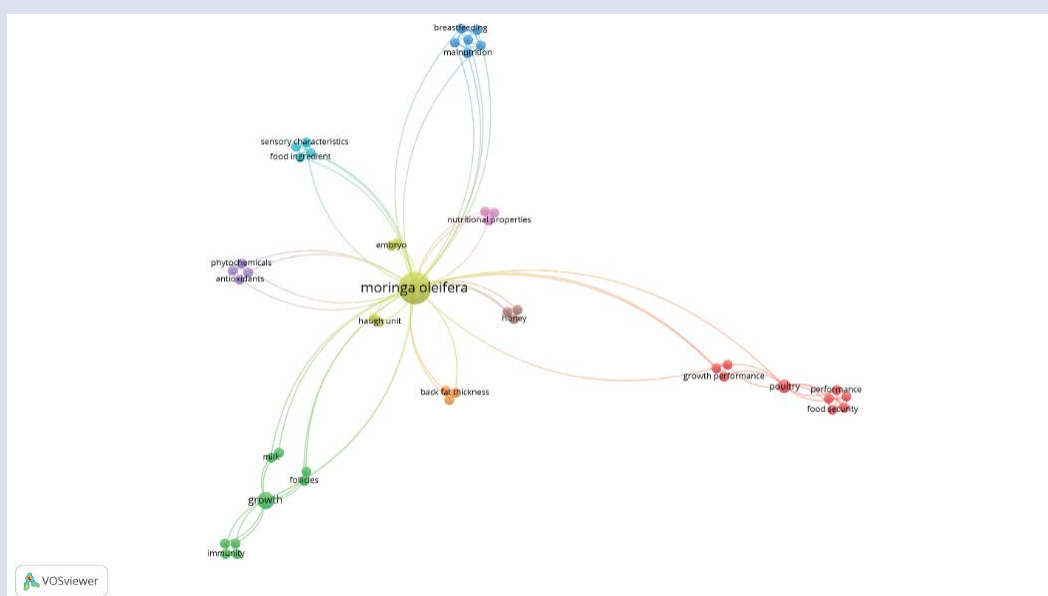 breastfeeding
malnutrition
sensory characteristics
food ingredient
nutritional properties
embryo
phytochemicals
antioxidants
moringa oleifera
haugh unit
honey
growth performance
poultry
performance
food security
back fat thickness
milk
follicles
growth
immunity
VOSviewer